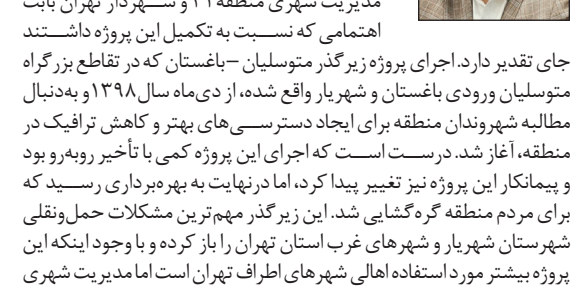 مدیریت شهری منطقه ۲۱ و شهردار تهران بابت
اهتمامی که نسبت به تکمیل این پروژه داشتند
جای تقدیر دارد. اجرای پروژه زیرگذر متوسلیان –باغستان که در تقاطع بزرگراه
متوسلیان ورودی باغستان و شهریار واقع شده، از دی‌ماه سال۱۳۹۸ و به‌دنبال
مطالبه شهروندان منطقه برای ایجاد دسترسی‌های بهتر و کاهش ترافیک در
منطقه، آغاز شد. درست است که اجرای این پروژه کمی با تأخیر روبه‌رو بود
و پیمانکار این پروژه نیز تغییر پیدا کرد، اما درنهایت به بهره‌برداری رسید که
برای مردم منطقه گره‌گشایی شد. این زیرگذر مهم‌ترین مشکلات حمل‌ونقلی
شهرستان شهریار و شهرهای غرب استان تهران را باز کرده و با وجود اینکه این
پروژه بیشتر مورد استفاده اهالی شهرهای اطراف تهران است اما مدیریت شهری